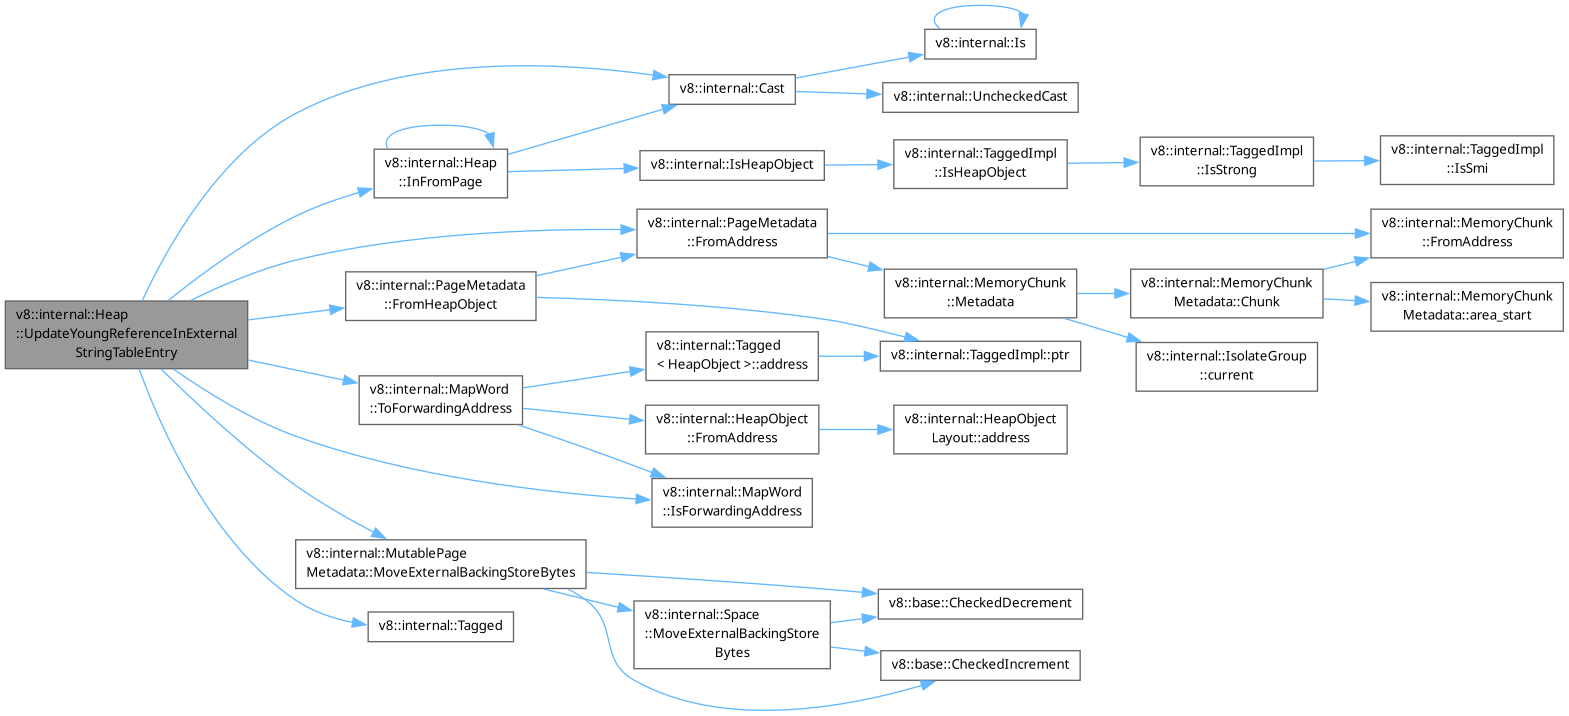 v8::internal::Heap
::UpdateYoungReferenceInExternal
StringTableEntry
v8::internal::Cast
v8::internal::Is
v8::internal::UncheckedCast
v8::internal::Heap
::InFromPage
v8::internal::IsHeapObject
v8::internal::TaggedImpl
::IsHeapObject
v8::internal::TaggedImpl
::IsStrong
v8::internal::TaggedImpl
::IsSmi
v8::internal::PageMetadata
::FromAddress
v8::internal::MemoryChunk
::FromAddress
v8::internal::MemoryChunk
::Metadata
v8::internal::MemoryChunk
Metadata::Chunk
v8::internal::MemoryChunk
Metadata::area_start
v8::internal::IsolateGroup
::current
v8::internal::PageMetadata
::FromHeapObject
v8::internal::TaggedImpl::ptr
v8::internal::MapWord
::ToForwardingAddress
v8::internal::Tagged
< HeapObject >::address
v8::internal::HeapObject
::FromAddress
v8::internal::HeapObject
Layout::address
v8::internal::MapWord
::IsForwardingAddress
v8::internal::MutablePage
Metadata::MoveExternalBackingStoreBytes
v8::internal::Space
::MoveExternalBackingStore
Bytes
v8::base::CheckedDecrement
v8::base::CheckedIncrement
v8::internal::Tagged